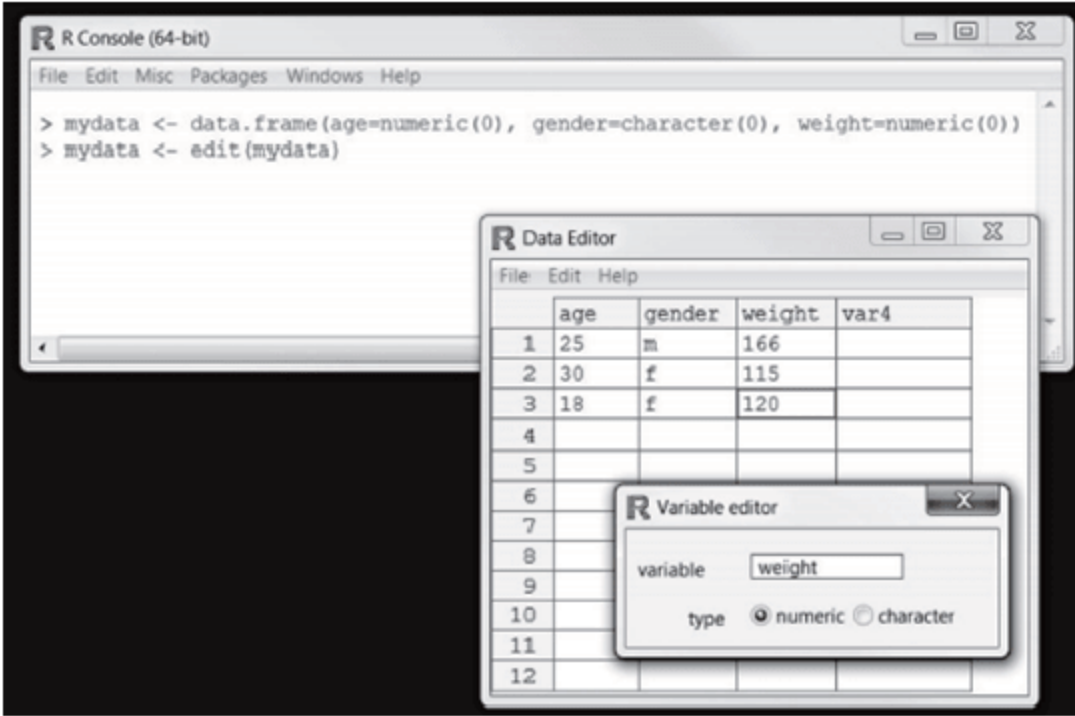 R R Console (64-bit)
File Edit Misc Packages Windows Help
> mydata <- data.frame(age=numeric(0), gender=character(0), weight=numeric(0))
> mydata <- edit(mydata)
R Data Editor
File Edit Help
age gender weight var4
1 25 m 166
2 30 f 115
3 18 f 120
4
5
6
7
8
9
10
11
12
R Variable editor
variable weight
type numeric character